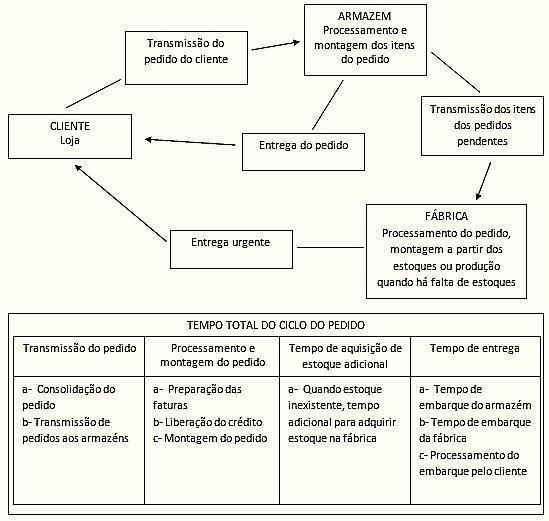 ARMAZEM
Processamento e
montagem dos itens
do pedido
Transmissão do
pedido do cliente
Transmissão dos itens
dos pedidos
pendentes
CLIENTE
Loja
Entrega do pedido
FÁBRICA
Processamento do pedido,
montagem a partir dos
estoques ou produção
quando há falta de estoques
Entrega urgente
TEMPO TOTAL DO CICLO DO PEDIDO
Transmissão do pedido
Processamento e
montagem do pedido
Tempo de aquisição de
estoque adicional
Tempo de entrega
a- Consolidação do
pedido
b- Transmissão de
pedidos aos armazéns
a- Preparação das
faturas
b- Liberação do crédito
c- Montagem do pedido
a- Quando estoque
inexistente, tempo
adicional para adquirir
estoque na fábrica
a- Tempo de
embarque do armazém
b- Tempo de embarque
da fábrica
c- Processamento do
embarque pelo cliente